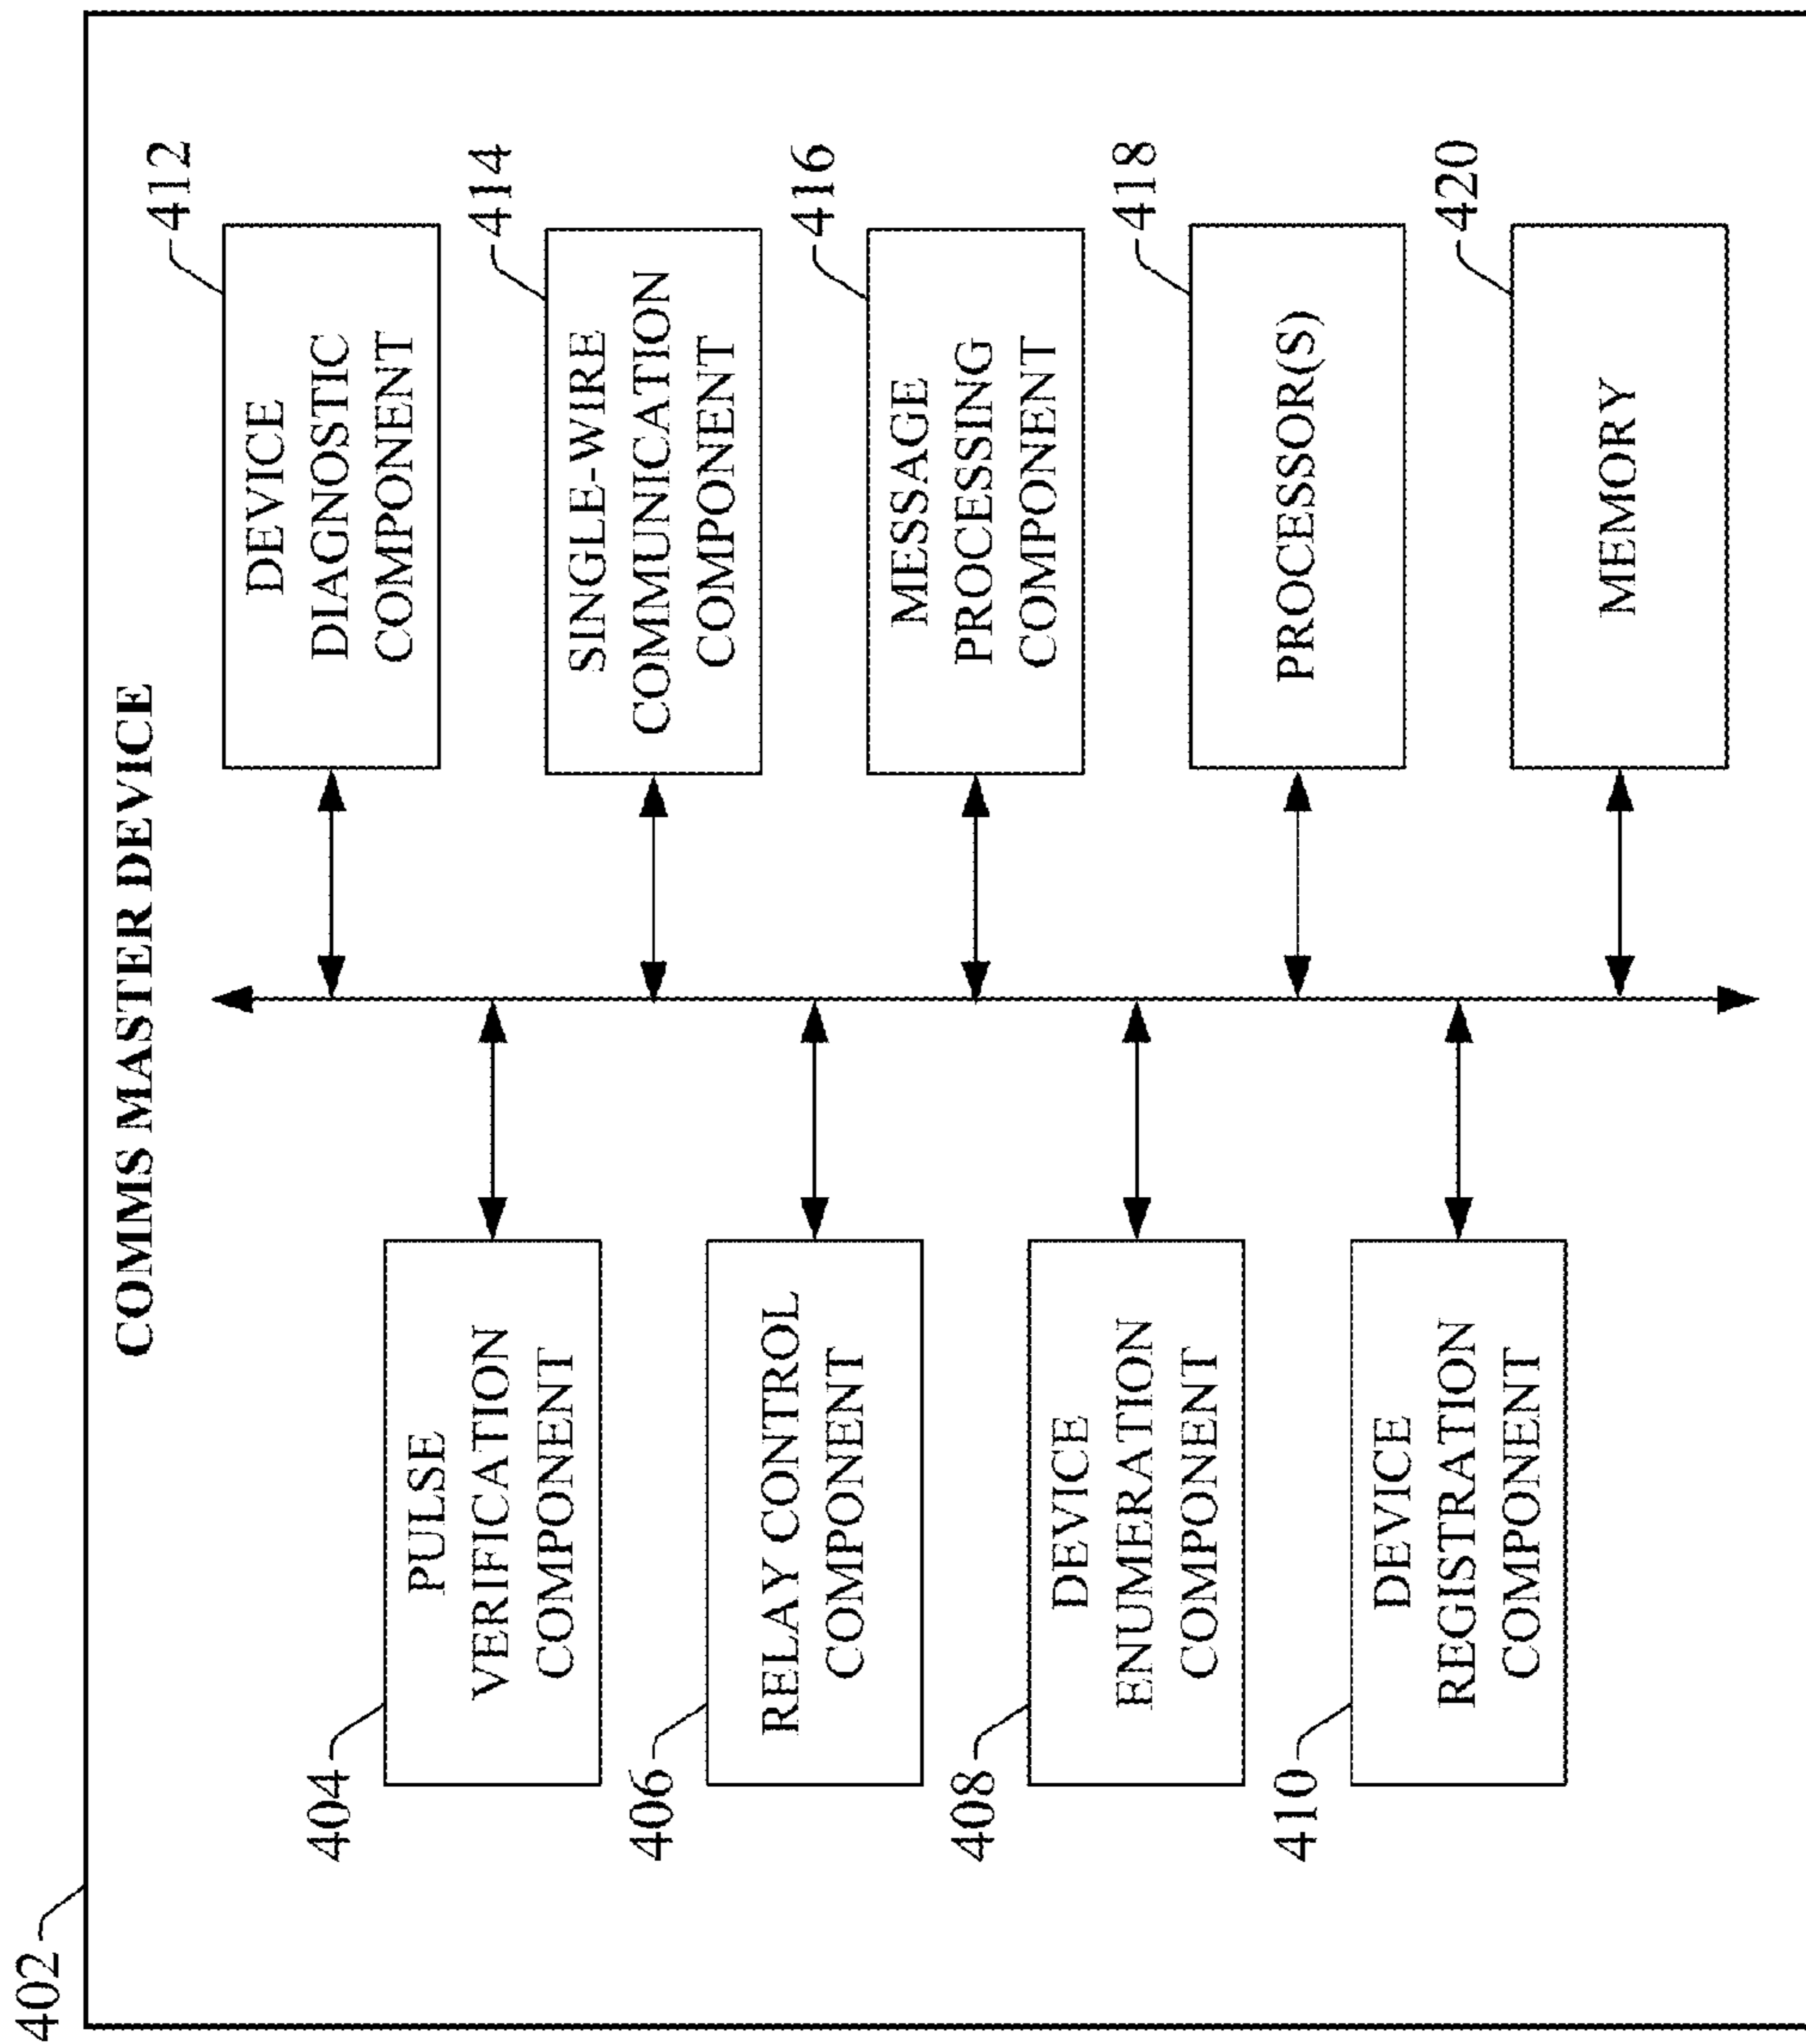 402
COMMS MASTER DEVICE
404
PULSE
VERIFICATION
COMPONENT
406
RELAY CONTROL
COMPONENT
408
DEVICE
ENUMERATION
COMPONENT
410
DEVICE
REGISTRATION
COMPONENT
412
DEVICE
DIAGNOSTIC
COMPONENT
414
SINGLE-WIRE
COMMUNICATION
COMPONENT
416
MESSAGE
PROCESSING
COMPONENT
418
PROCESSOR(S)
420
MEMORY